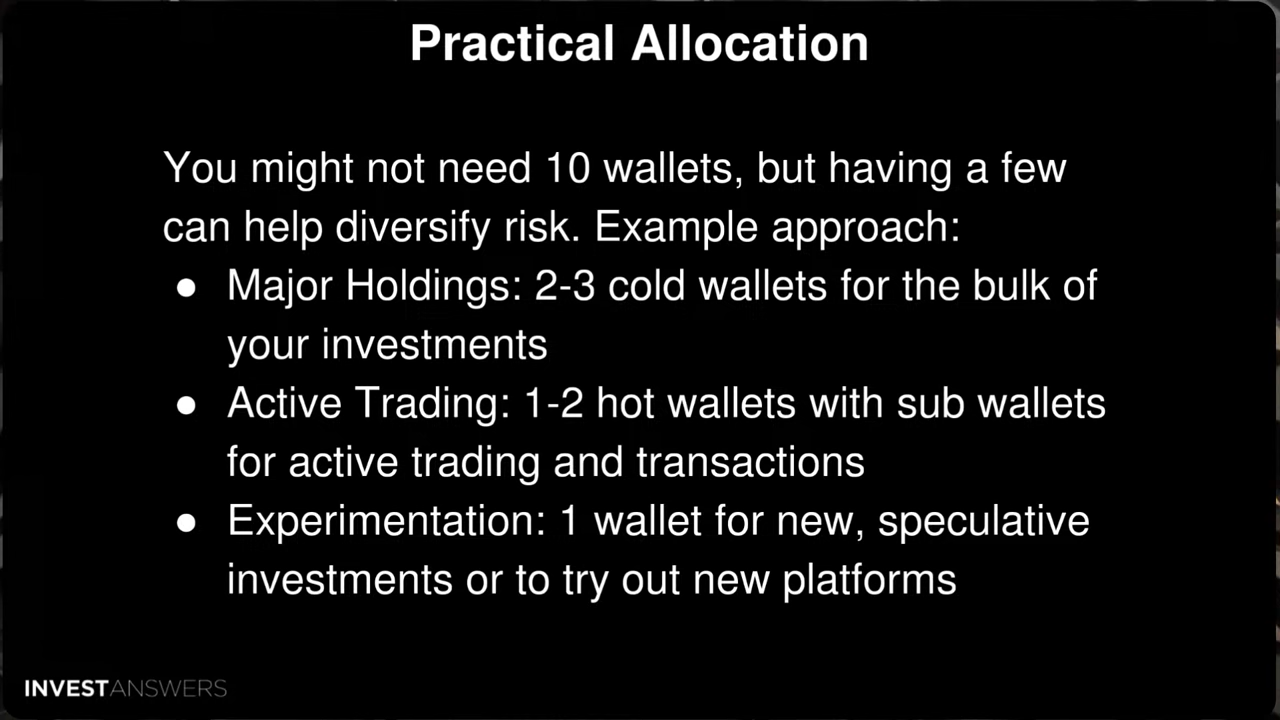 Practical Allocation
You might not need 10 wallets, but having a few
can help diversify risk. Example approach:
● Major Holdings: 2-3 cold wallets for the bulk of
your investments
● Active Trading: 1-2 hot wallets with sub wallets
for active trading and transactions
● Experimentation: 1 wallet for new, speculative
investments or to try out new platforms
INVESTANSWERS